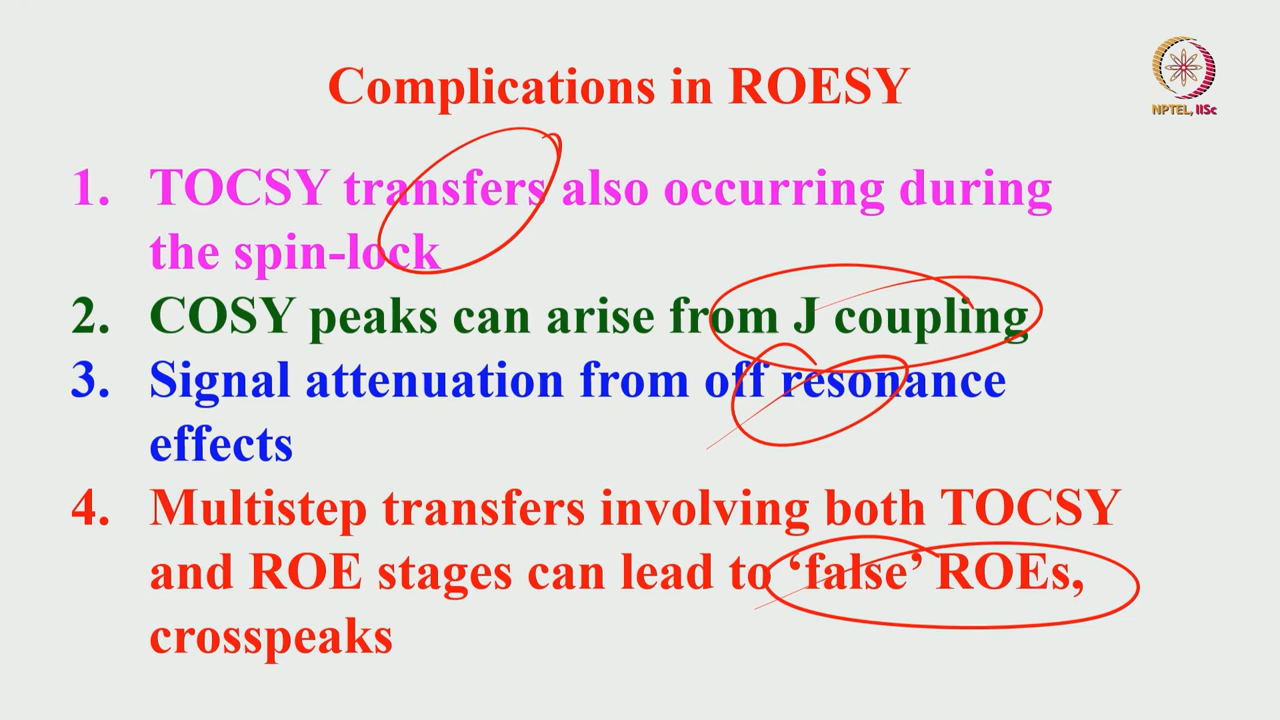 Complications in ROESY
NPTEL, IISc
1. TOCSY transfers also occurring during
the spin-lock
2. COSY peaks can arise from J coupling
3. Signal attenuation from off resonance
effects
4. Multistep transfers involving both TOCSY
and ROE stages can lead to ‘false’ ROEs,
crosspeaks